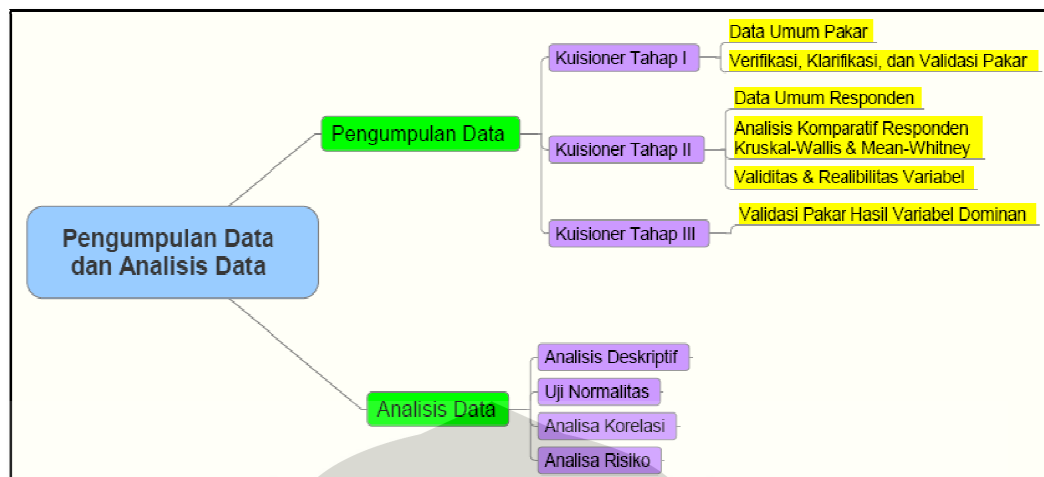 Pengumpulan Data
dan Analisis Data
Pengumpulan Data
Kuisioner Tahap I
Data Umum Pakar
Verifikasi, Klarifikasi, dan Validasi Pakar
Kuisioner Tahap II
Data Umum Responden
Analisis Komparatif Responden
Kruskal-Wallis & Mean-Whitney
Validitas & Realibilitas Variabel
Kuisioner Tahap III
Validasi Pakar Hasil Variabel Dominan
Analisis Data
Analisis Deskriptif
Uji Normalitas
Analisa Korelasi
Analisa Risiko